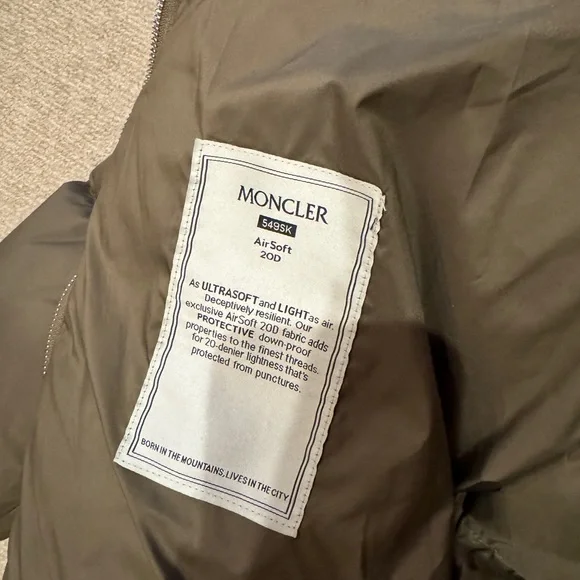 MONCLER
549SK
AirSoft
20D
As ULTRASOFT and LIGHT as air.
Deceptively resilient. Our
exclusive AirSoft 20D fabric adds
PROTECTIVE down-proof
properties to the finest threads.
for 20-denier lightness that's
protected from punctures.
BORN IN THE MOUNTAINS, LIVES IN THE CITY